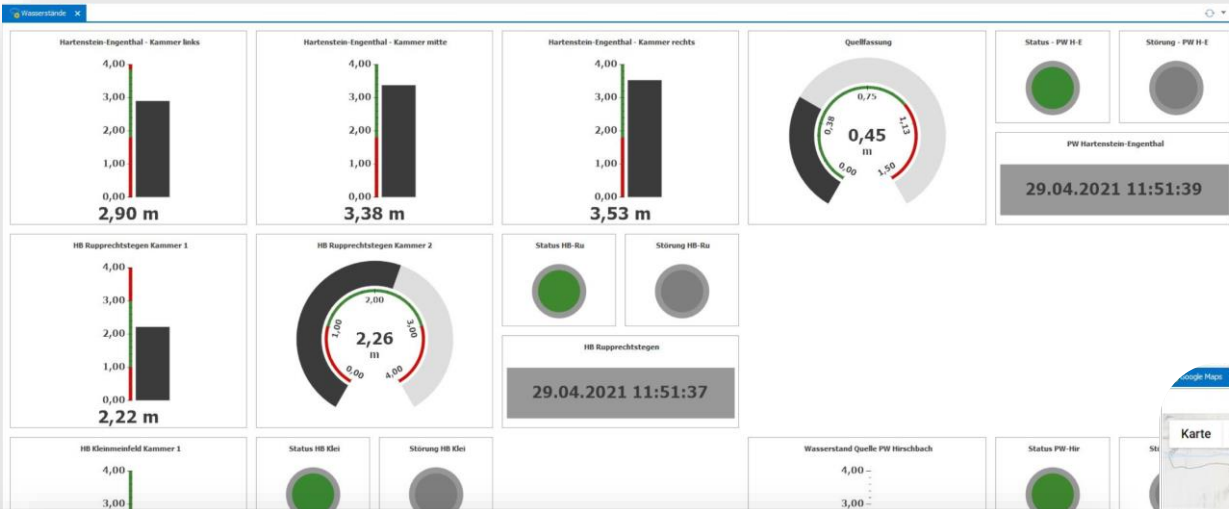 Wasserstände
Hartenstein-Engenthal - Kammer links
4,00
3,00
2,00
1,00
0,00
2,90 m
Hartenstein-Engenthal - Kammer mitte
4,00
3,00
2,00
1,00
0,00
3,38 m
Hartenstein-Engenthal - Kammer rechts
4,00
3,00
2,00
1,00
0,00
3,53 m
Quellfassung
0,75
0,38
1,13
0,45
m
0,00
1,50
Status - PW H-E
Störung - PW H-E
PW Hartenstein-Engenthal
29.04.2021 11:51:39
HB Rupprechtstegen Kammer 1
4,00
3,00
2,00
1,00
0,00
2,22 m
HB Rupprechtstegen Kammer 2
2,00
1,00
3,00
2,26
m
0,00
4,00
Status HB-Ru
Störung HB-Ru
HB Rupprechtstegen
29.04.2021 11:51:37
HB Kleinmeinfeld Kammer 1
4,00
3,00
Status HB Klei
Störung HB Klei
Wasserstand Quelle PW Hirschbach
4,00
3,00
Status PW-Hir
Google Maps
Karte